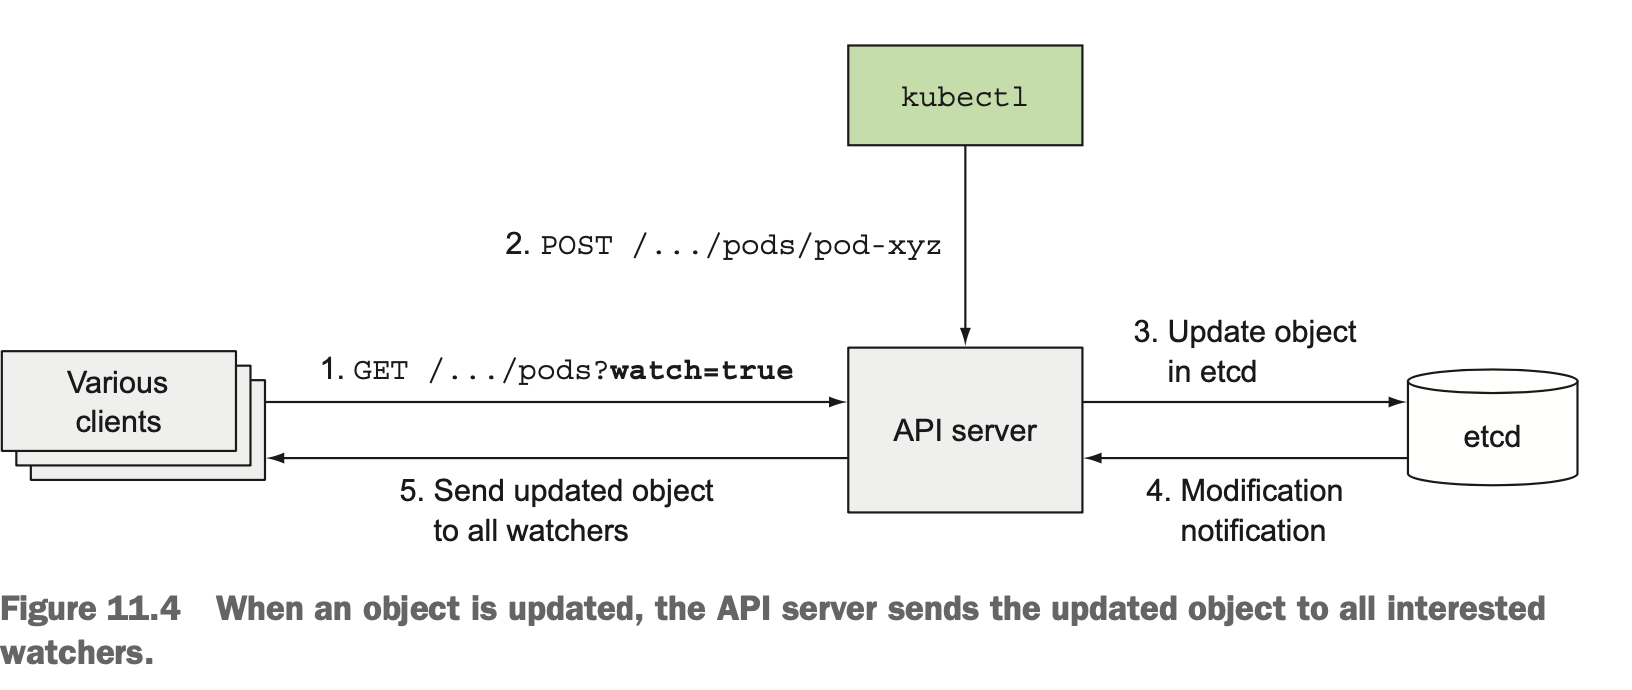 kubectl
2. POST /.../pods/pod-xyz
3. Update object
in etcd
1. GET /.../pods?watch=true
Various
clients
API server
etcd
5. Send updated object
to all watchers
4. Modification
notification
Figure 11.4 When an object is updated, the API server sends the updated object to all interested
watchers.